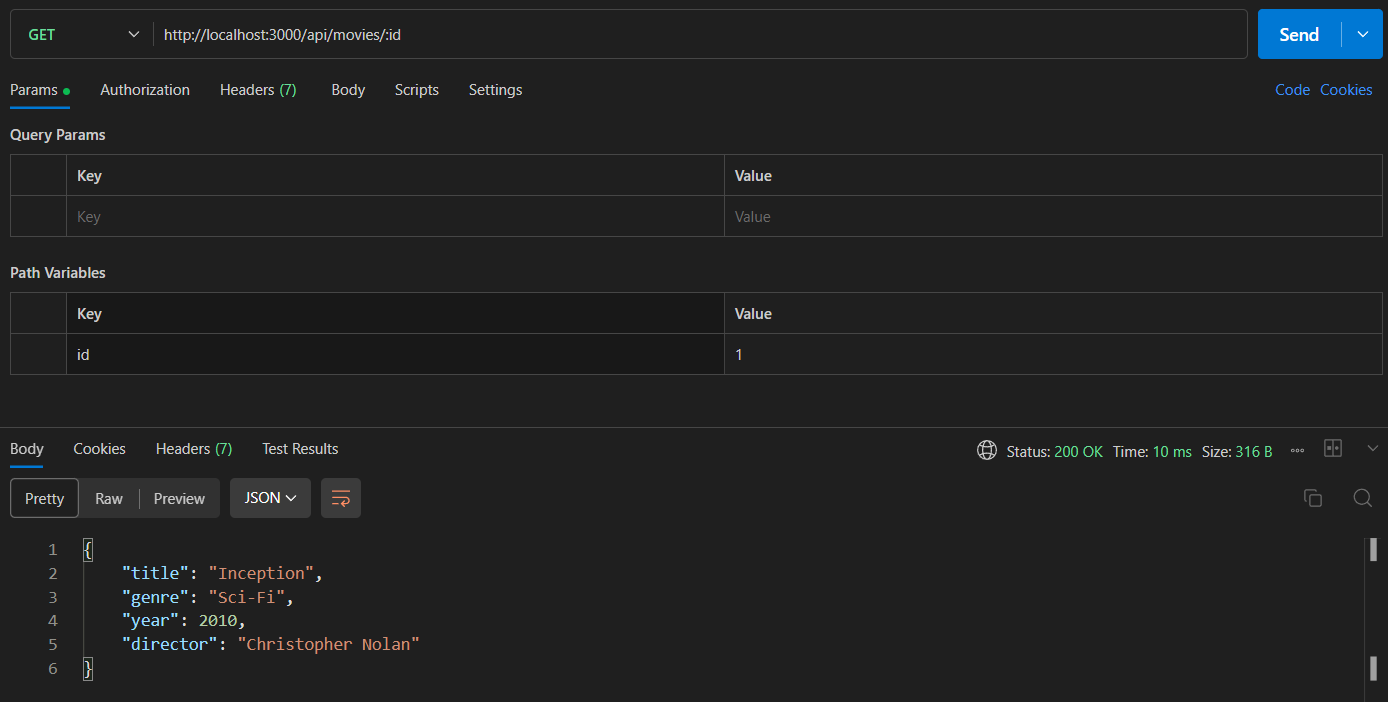 GET http://localhost:3000/api/movies/:id Send
Params Authorization Headers (7) Body Scripts Settings Code Cookies
Query Params
Key Value
Key Value
Path Variables
Key Value
id 1
Body Cookies Headers (7) Test Results Status: 200 OK Time: 10 ms Size: 316 B
Pretty Raw Preview JSON
1 {
2 "title": "Inception",
3 "genre": "Sci-Fi",
4 "year": 2010,
5 "director": "Christopher Nolan"
6 }